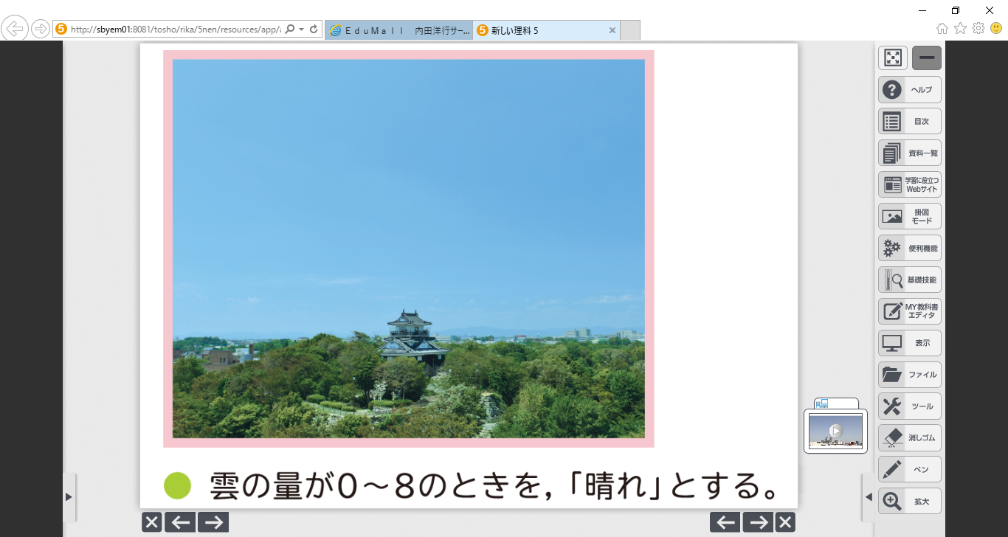 http://sbyem01:8081/tosho/rika/5nen/resources/app/
ＥｄｕＭａｌｌ　内田洋行サー...
新しい理科 5
ヘルプ
目次
資料一覧
学習に役立つ
Webサイト
掛図
モード
便利機能
基礎技能
MY教科書
エディタ
表示
ファイル
ツール
消しゴム
ペン
拡大
雲の量が0～8のときを，「晴れ」とする。